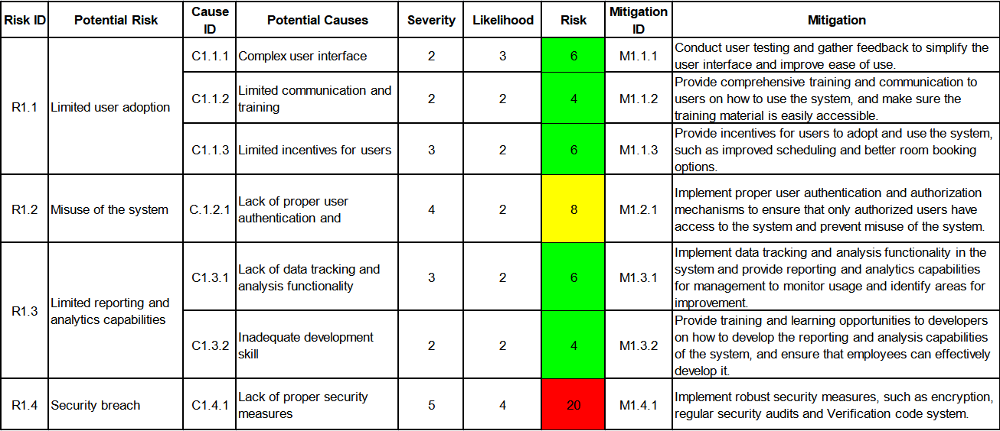 Risk ID
Potential Risk
Cause
ID
Potential Causes
Severity
Likelihood
Risk
Mitigation
ID
Mitigation
R1.1
Limited user adoption
C1.1.1
Complex user interface
2
3
6
M1.1.1
Conduct user testing and gather feedback to simplify the
user interface and improve ease of use.
C1.1.2
Limited communication and
training
2
2
4
M1.1.2
Provide comprehensive training and communication to
users on how to use the system, and make sure the
training material is easily accessible.
C1.1.3
Limited incentives for users
3
2
6
M1.1.3
Provide incentives for users to adopt and use the system,
such as improved scheduling and better room booking
options.
R1.2
Misuse of the system
C.1.2.1
Lack of proper user
authentication and
4
2
8
M1.2.1
Implement proper user authentication and authorization
mechanisms to ensure that only authorized users have
access to the system and prevent misuse of the system.
R1.3
Limited reporting and
analytics capabilities
C1.3.1
Lack of data tracking and
analysis functionality
3
2
6
M1.3.1
Implement data tracking and analysis functionality in the
system and provide reporting and analytics capabilities
for management to monitor usage and identify areas for
improvement.
C1.3.2
Inadequate development
skill
2
2
4
M1.3.2
Provide training and learning opportunities to developers
on how to develop the reporting and analysis capabilities
of the system, and ensure that employees can effectively
develop it.
R1.4
Security breach
C1.4.1
Lack of proper security
measures
5
4
20
M1.4.1
Implement robust security measures, such as encryption,
regular security audits and Verification code system.